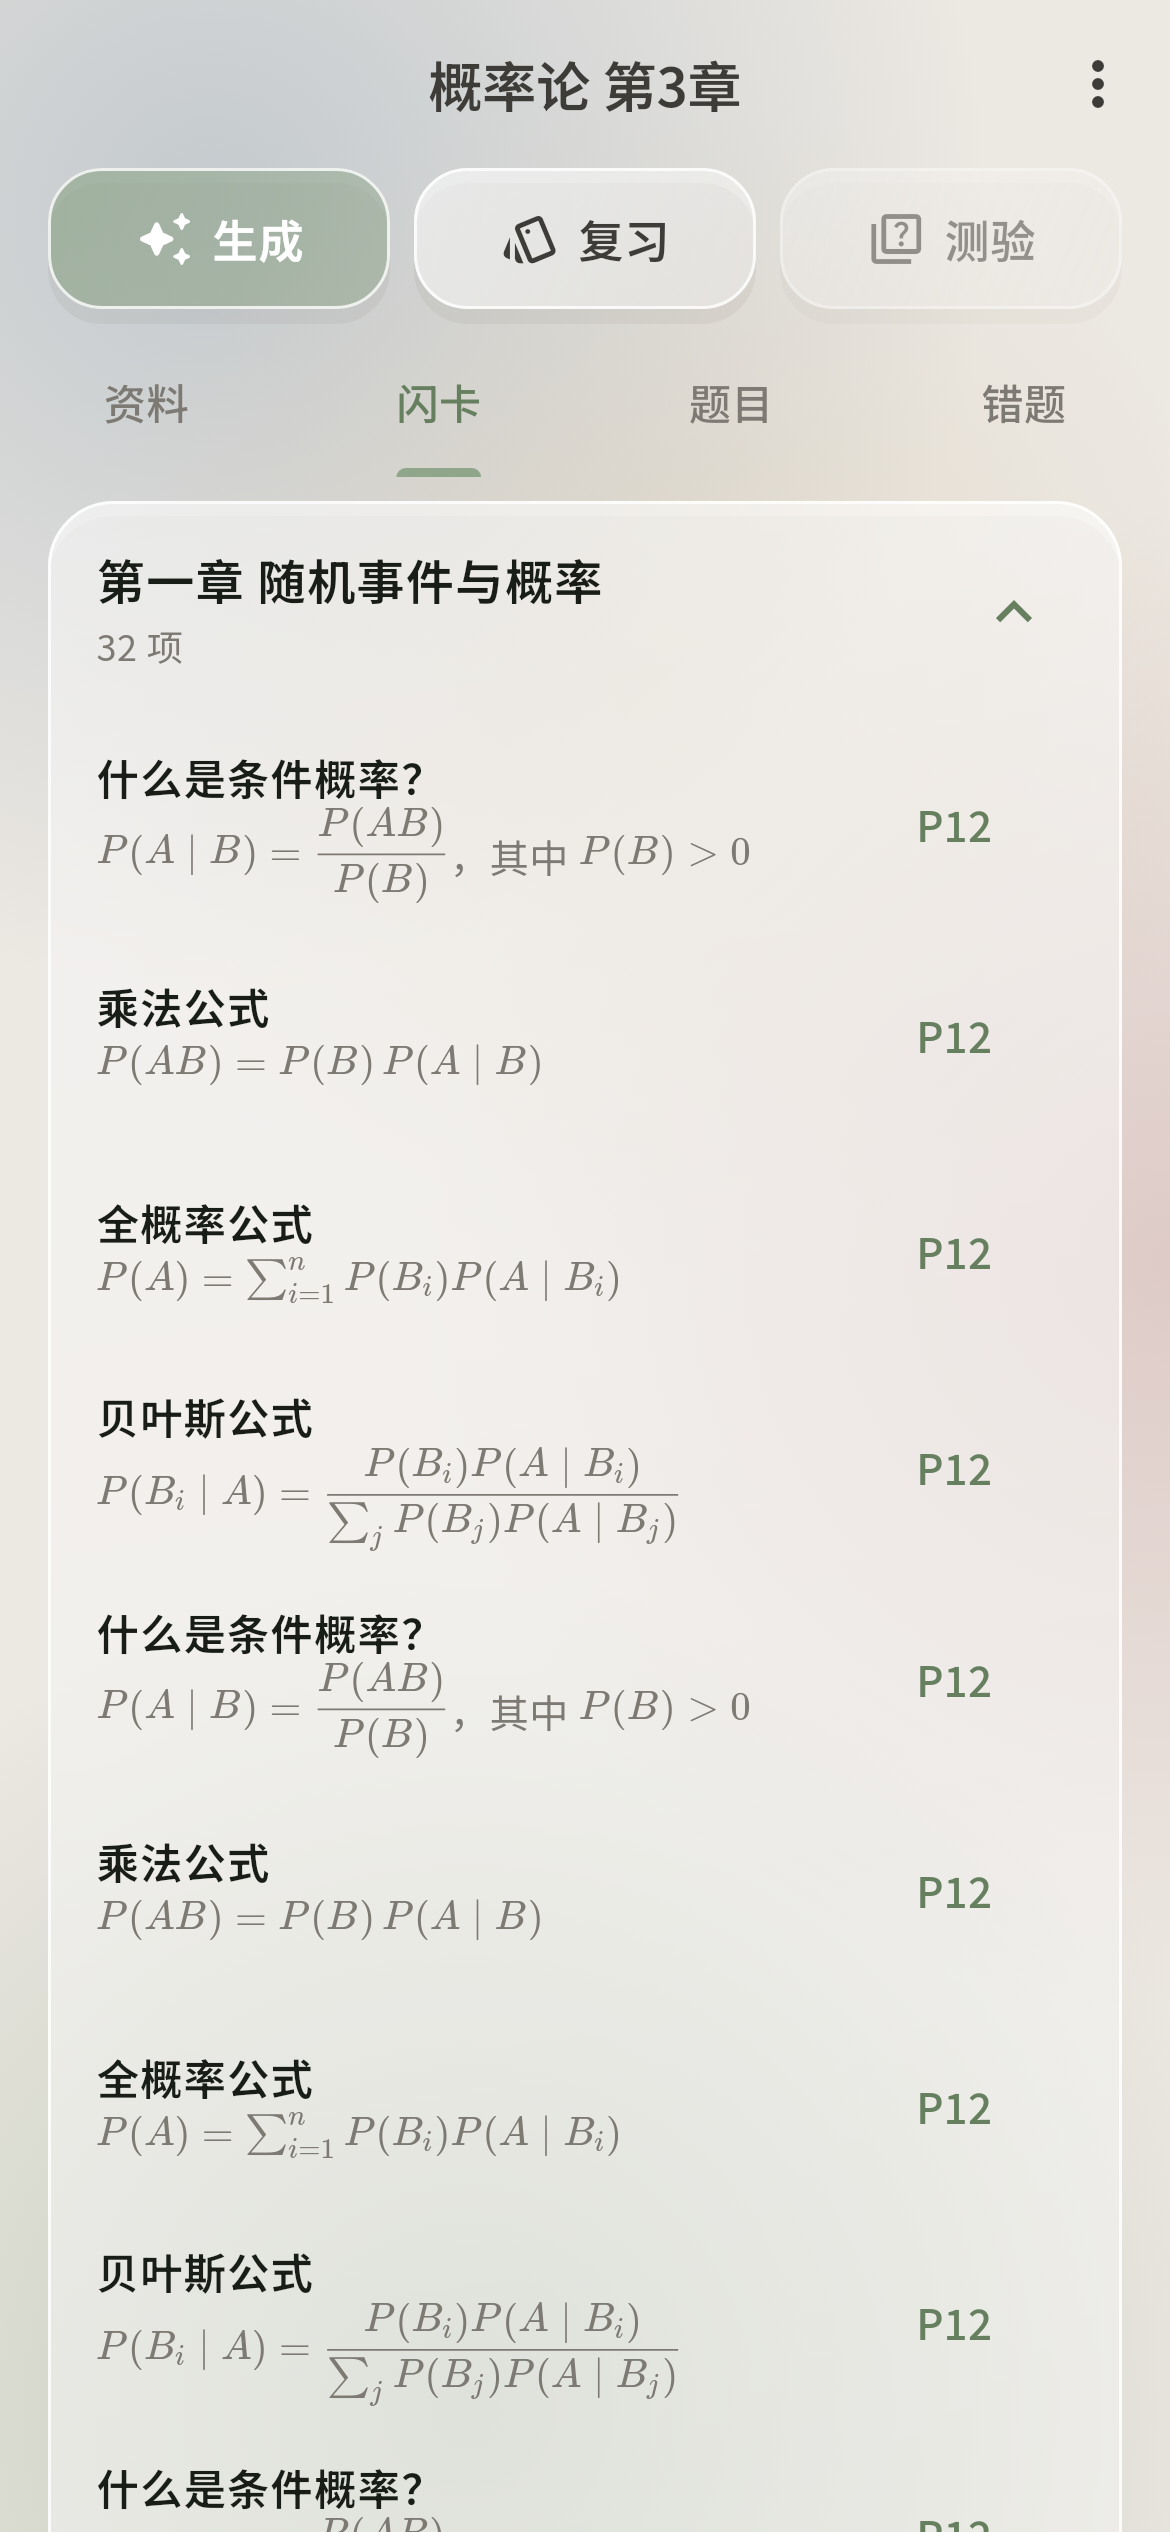 概率论 第3章
生成
复习
测验
资料
闪卡
题目
错题
第一章 随机事件与概率
32 项
什么是条件概率？
P(A | B) = P(AB)/P(B)，其中 P(B) > 0
P12
乘法公式
P(AB) = P(B) P(A | B)
P12
全概率公式
P(A) = ∑_{i=1}^{n} P(B_i)P(A | B_i)
P12
贝叶斯公式
P(B_i | A) = P(B_i)P(A | B_i)/∑_j P(B_j)P(A | B_j)
P12
什么是条件概率？
P(A | B) = P(AB)/P(B)，其中 P(B) > 0
P12
乘法公式
P(AB) = P(B) P(A | B)
P12
全概率公式
P(A) = ∑_{i=1}^{n} P(B_i)P(A | B_i)
P12
贝叶斯公式
P(B_i | A) = P(B_i)P(A | B_i)/∑_j P(B_j)P(A | B_j)
P12
什么是条件概率？
P(AB)
P12